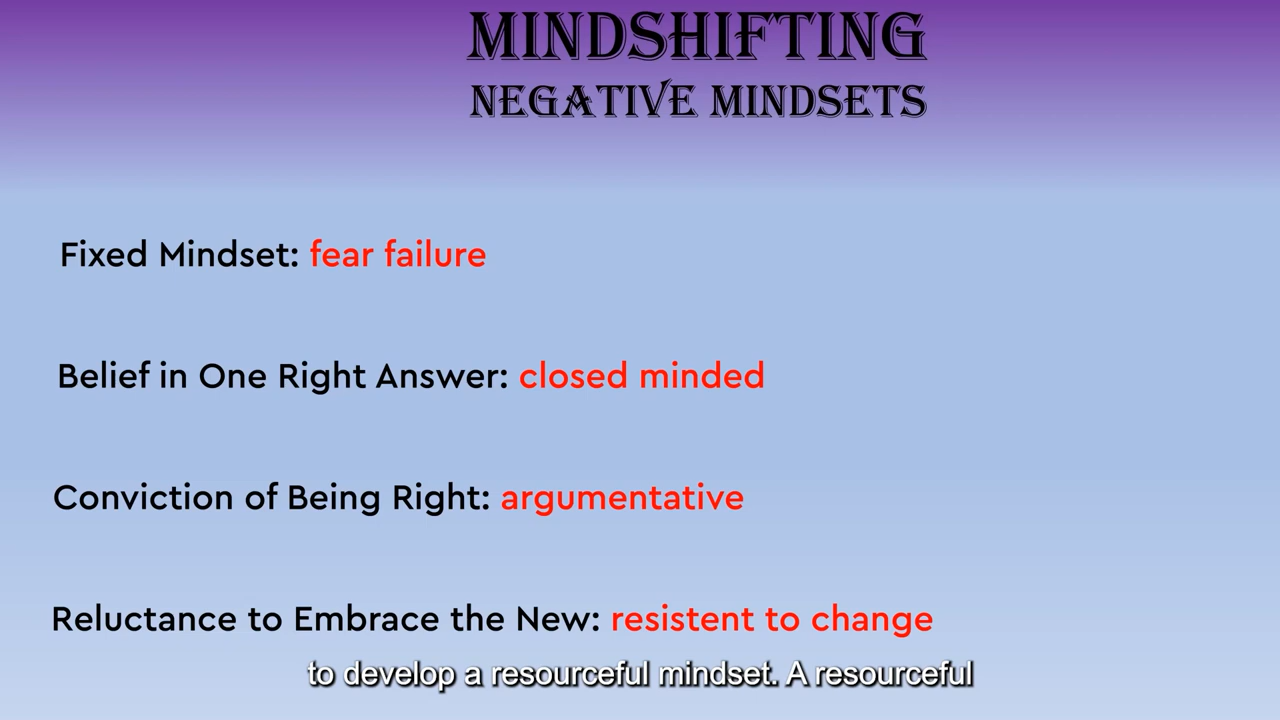 MINDSHIFTING
NEGATIVE MINDSETS
Fixed Mindset: fear failure
Belief in One Right Answer: closed minded
Conviction of Being Right: argumentative
Reluctance to Embrace the New: resistent to change
to develop a resourceful mindset. A resourceful